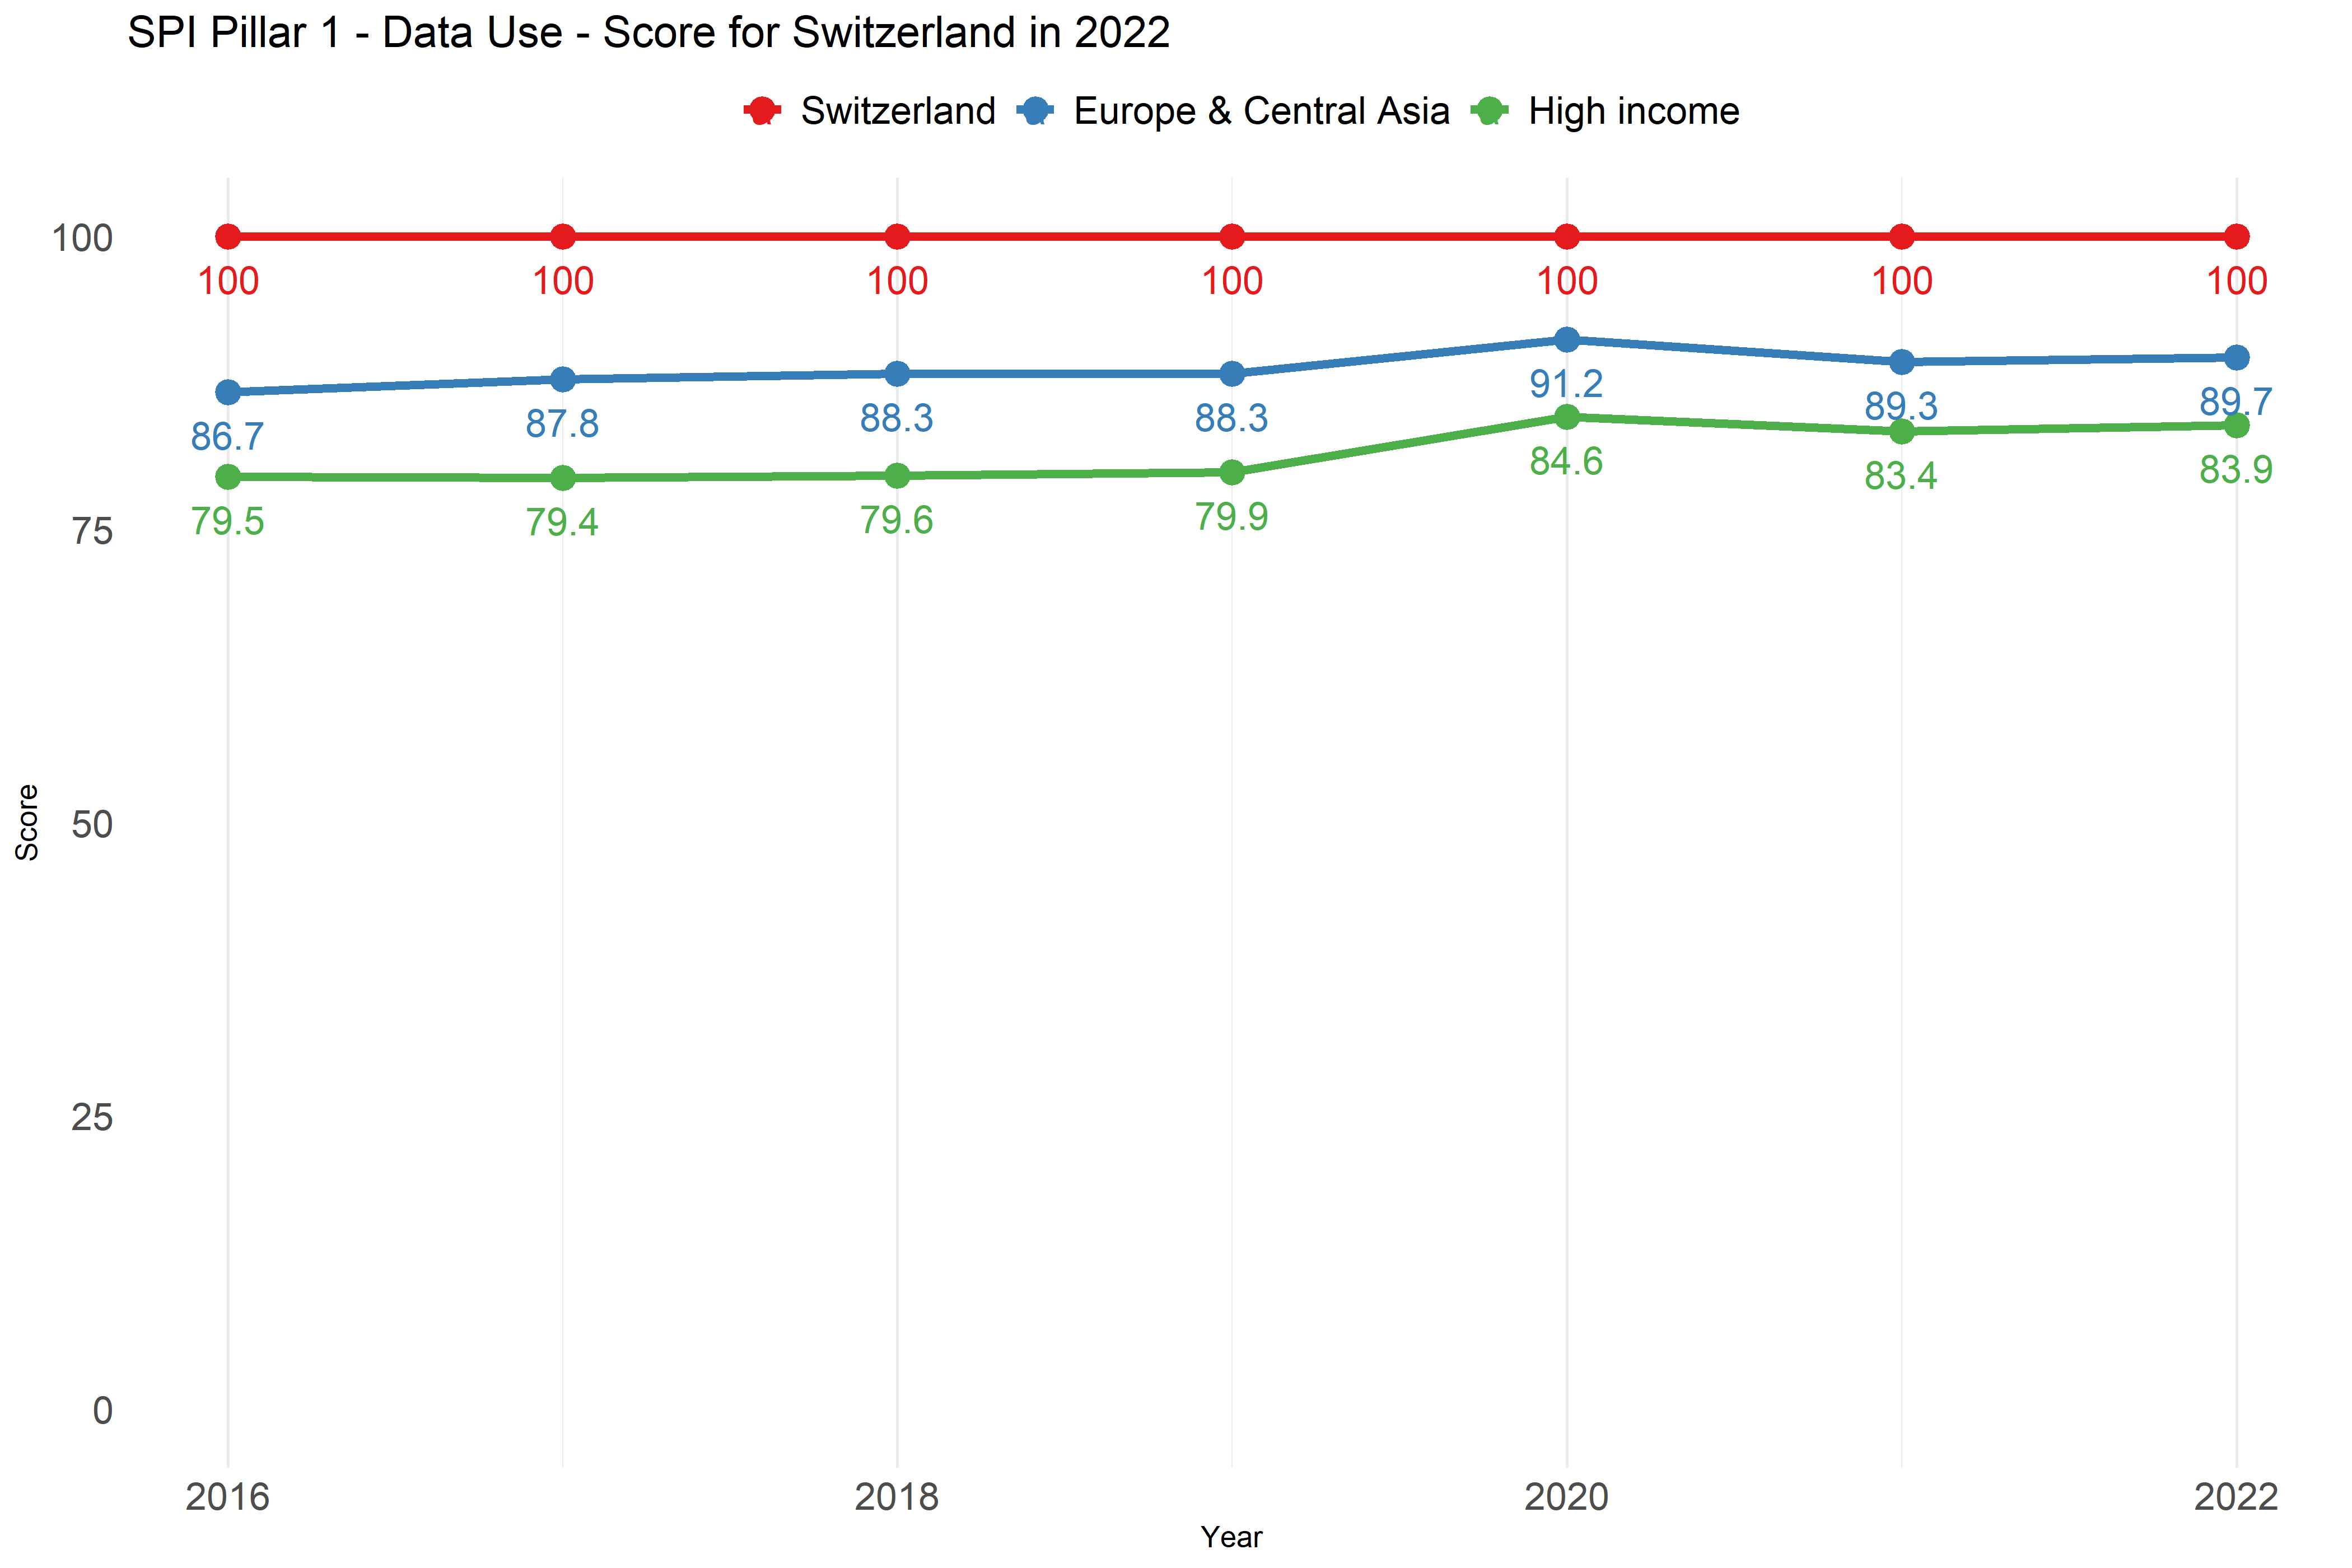 SPI Pillar 1 - Data Use - Score for Switzerland in 2022
Switzerland Europe & Central Asia High income
100
75
50
25
0
Score
100 100 100 100 100 100 100
86.7 87.8 88.3 88.3 91.2 89.3 89.7
79.5 79.4 79.6 79.9 84.6 83.4 83.9
2016 2018 2020 2022
Year